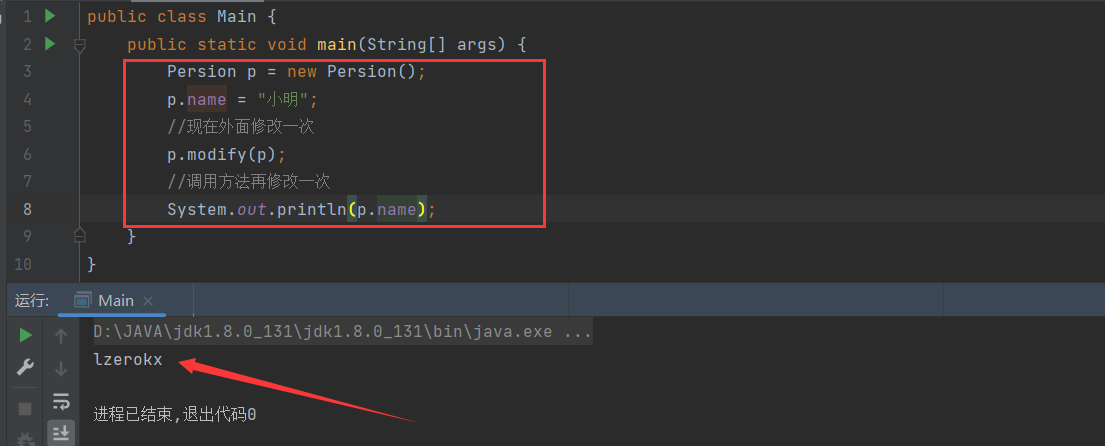 1 public class Main {
2 public static void main(String[] args) {
3 Persion p = new Persion();
4 p.name = "小明";
5 //现在外面修改一次
6 p.modify(p);
7 //调用方法再修改一次
8 System.out.println(p.name);
9 }
10 }
运行: Main ×
D:\JAVA\jdk1.8.0_131\jdk1.8.0_131\bin\java.exe ...
lzerokx
进程已结束,退出代码0